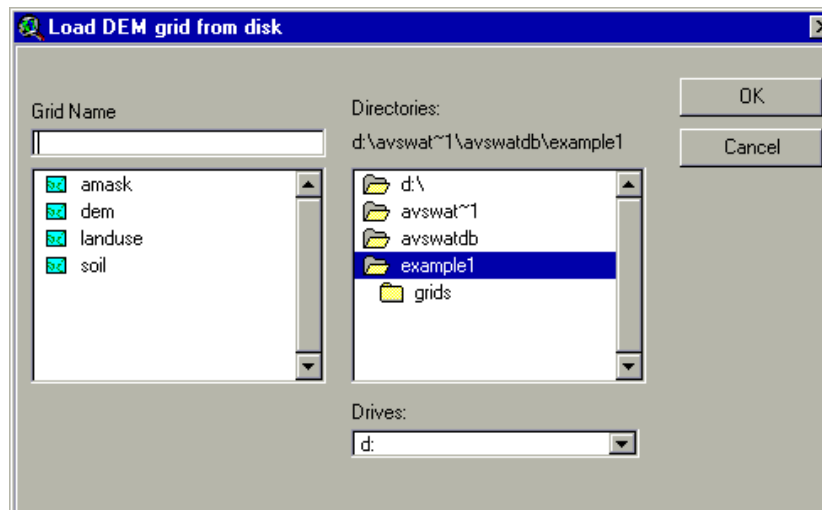 Load DEM grid from disk
Grid Name
amask
dem
landuse
soil
Directories:
d:\avswat~1\avswatdb\example1
d:\
avswat~1
avswatdb
example1
grids
Drives:
d:
OK
Cancel